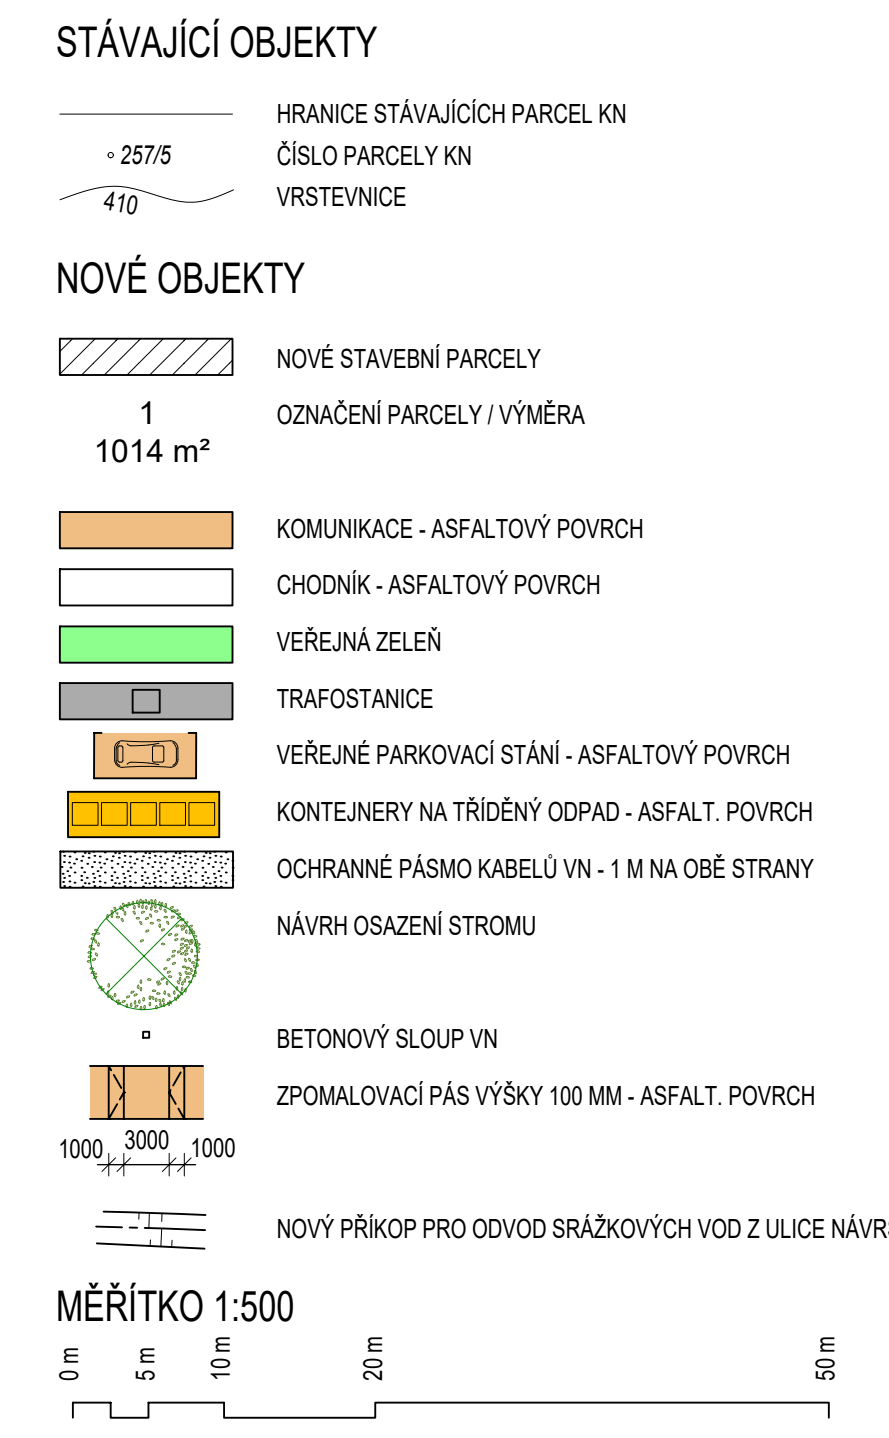 STÁVAJÍCÍ OBJEKTY
HRANICE STÁVAJÍCÍCH PARCEL KN
257/5 ČÍSLO PARCELY KN
410 VRSTEVNICE
NOVÉ OBJEKTY
NOVÉ STAVEBNÍ PARCELY
1 OZNAČENÍ PARCELY / VÝMĚRA
1014 m²
KOMUNIKACE - ASFALTOVÝ POVRCH
CHODNÍK - ASFALTOVÝ POVRCH
VEŘEJNÁ ZELEŇ
TRAFOSTANICE
VEŘEJNÉ PARKOVACÍ STÁNÍ - ASFALTOVÝ POVRCH
KONTEJNERY NA TŘÍDĚNÝ ODPAD - ASFALT. POVRCH
OCHRANNÉ PÁSMO KABELŮ VN - 1 M NA OBĚ STRANY
NÁVRH OSAZENÍ STROMU
BETONOVÝ SLOUP VN
ZPOMALOVACÍ PÁS VÝŠKY 100 MM - ASFALT. POVRCH
1000 3000 1000
NOVÝ PŘÍKOP PRO ODVOD SRÁŽKOVÝCH VOD Z ULICE
MĚŘÍTKO 1:500
0 m 5 m 10 m 20 m 50 m